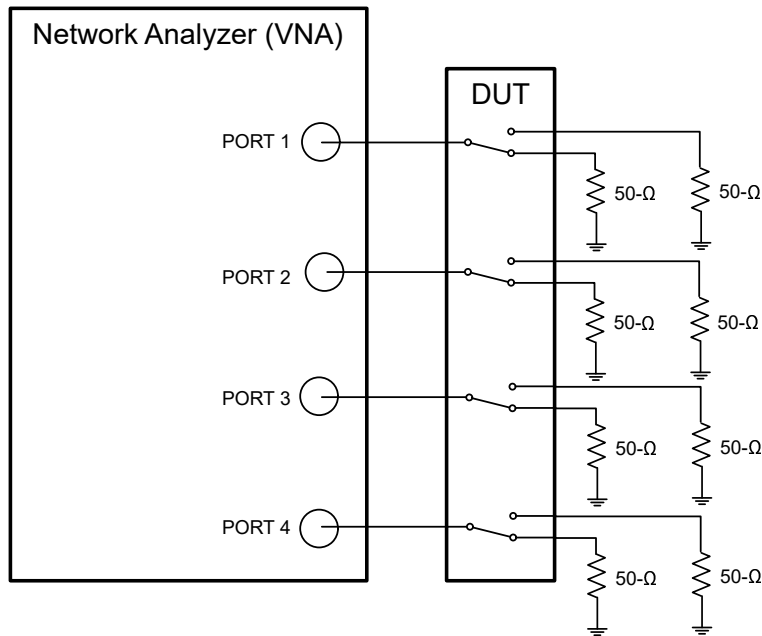 Network Analyzer (VNA)
DUT
PORT 1
50-Ω
50-Ω
PORT 2
50-Ω
50-Ω
PORT 3
50-Ω
50-Ω
PORT 4
50-Ω
50-Ω